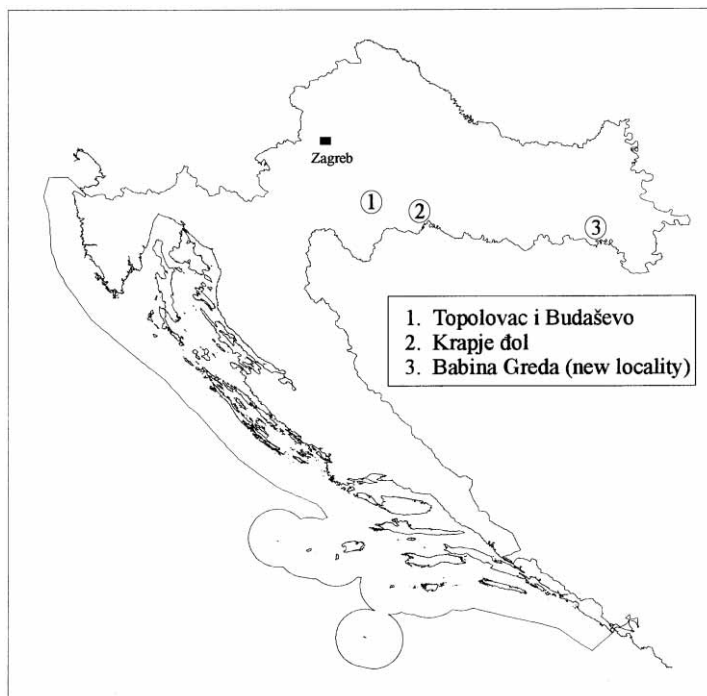 Zagreb
1
2
3
1. Topolovac i Budaševo
2. Krapje đol
3. Babina Greda (new locality)